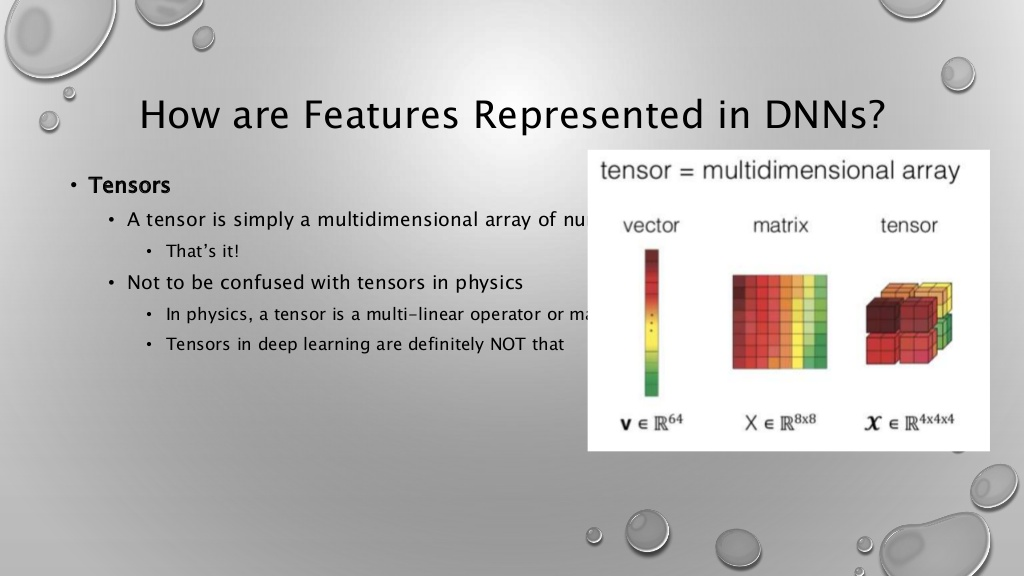 How are Features Represented in DNNs?
• Tensors
• A tensor is simply a multidimensional array of
• That's it!
• Not to be confused with tensors in physics
• In physics, a tensor is a multi-linear operator or
• Tensors in deep learning are definitely NOT that
tensor = multidimensional array
vector matrix tensor
v ∈ ℝ⁶⁴ X ∈ ℝ⁸ˣ⁸ 𝓧 ∈ ℝ⁴ˣ⁴ˣ⁴